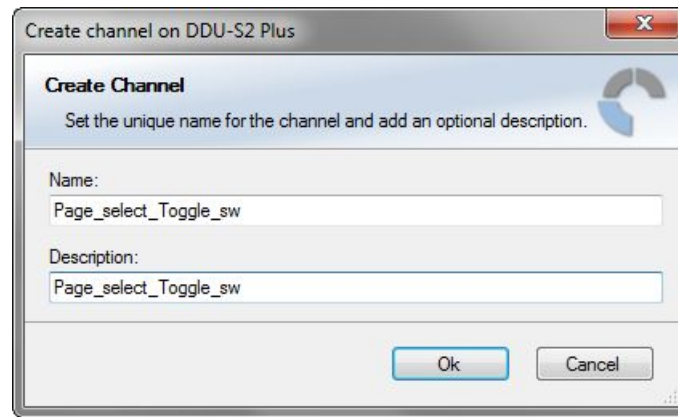 Create channel on DDU-S2 Plus
Create Channel
Set the unique name for the channel and add an optional description.
Name:
Page_select_Toggle_sw
Description:
Page_select_Toggle_sw
Ok
Cancel